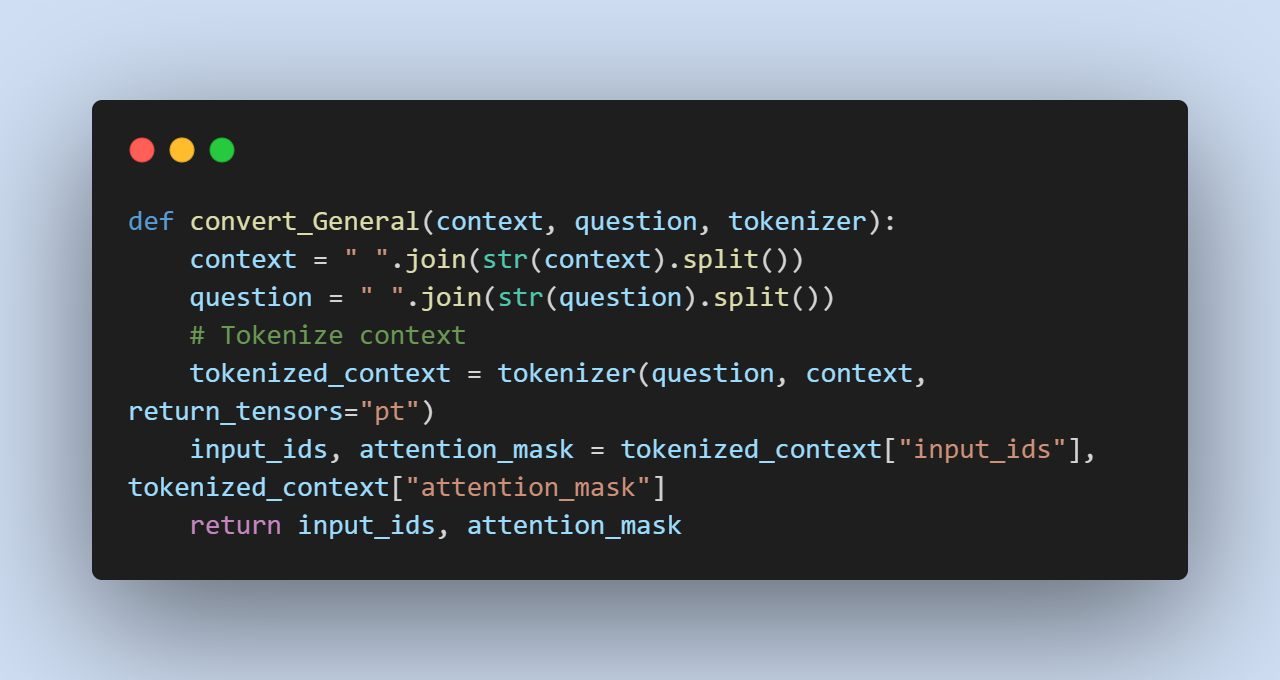 def convert_General(context, question, tokenizer):
    context = " ".join(str(context).split())
    question = " ".join(str(question).split())
    # Tokenize context
    tokenized_context = tokenizer(question, context,
return_tensors="pt")
    input_ids, attention_mask = tokenized_context["input_ids"],
tokenized_context["attention_mask"]
    return input_ids, attention_mask